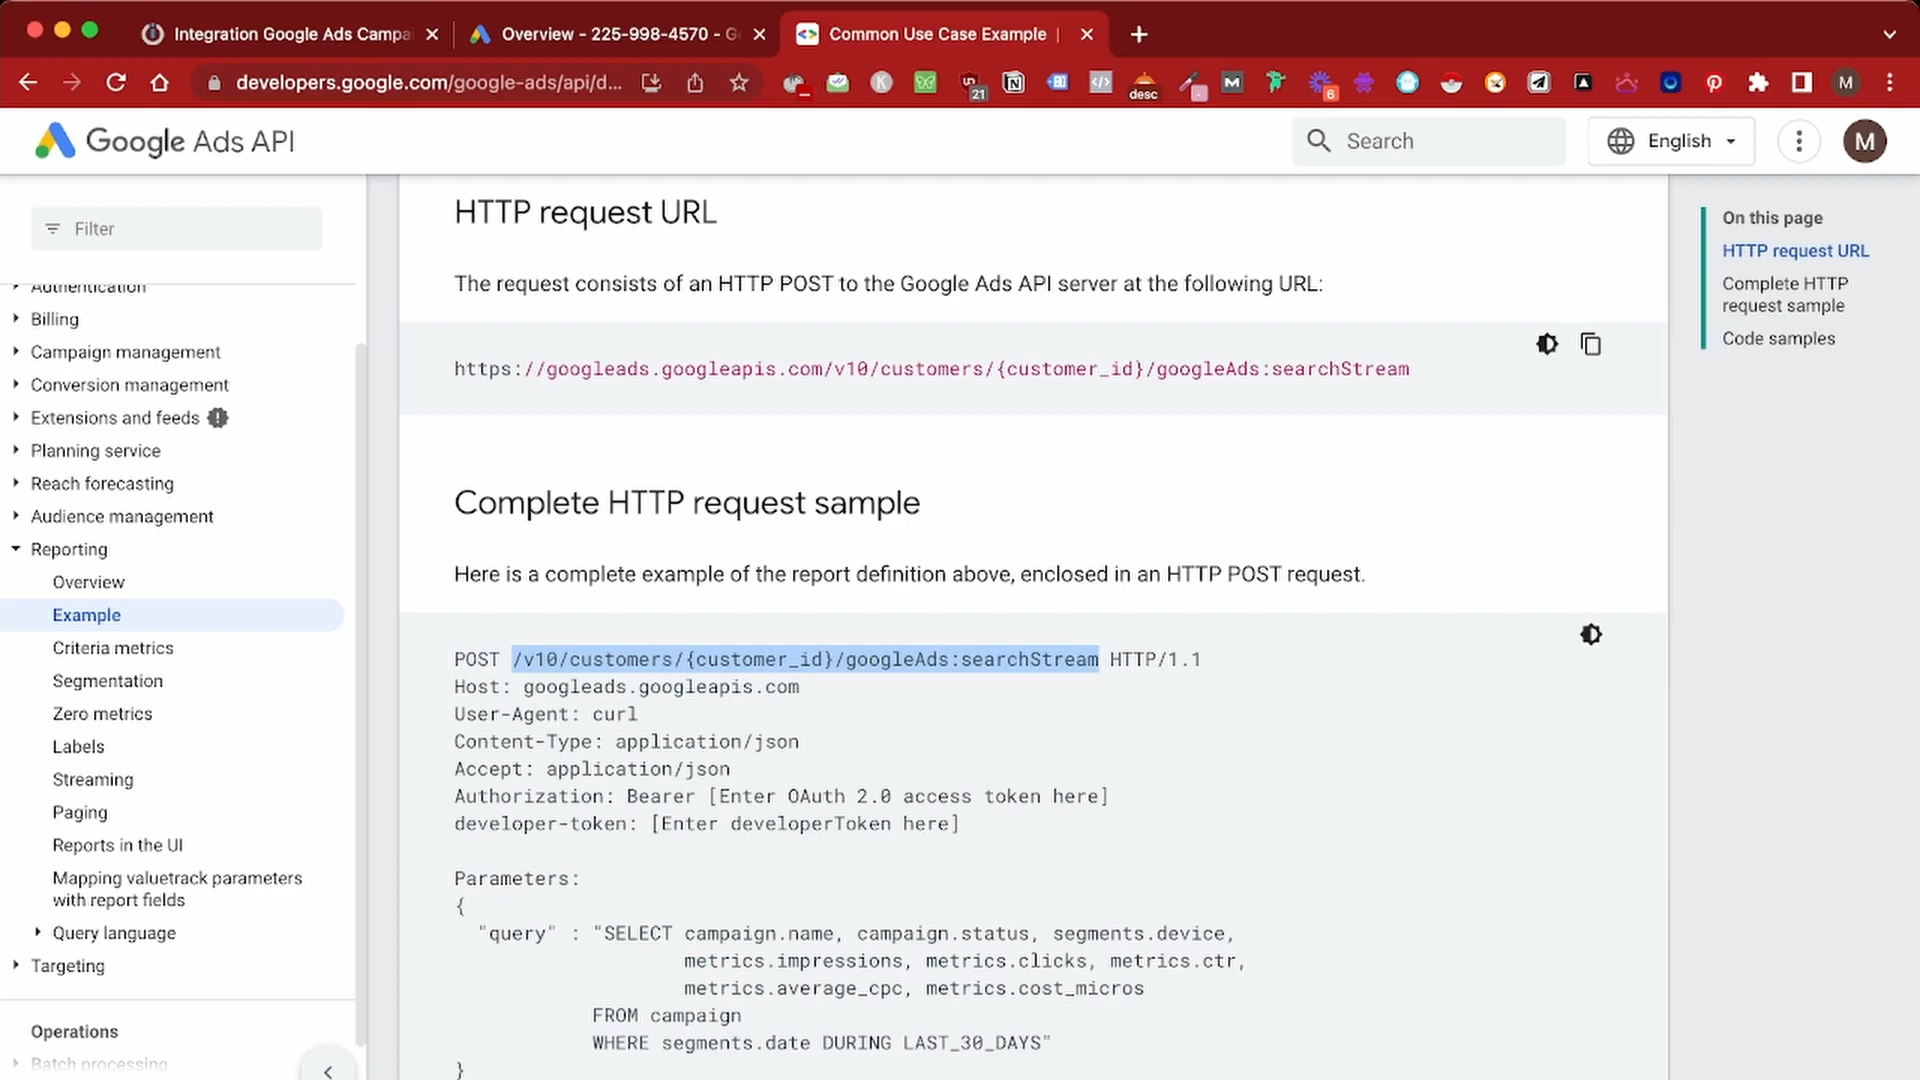 Integration Google Ads Campa
Overview - 225-998-4570 - Go
Common Use Case Example |
developers.google.com/google-ads/api/d...
21
desc
6
M
Google Ads API
Search
English
M
Filter
Authentication
Billing
Campaign management
Conversion management
Extensions and feeds
Planning service
Reach forecasting
Audience management
Reporting
Overview
Example
Criteria metrics
Segmentation
Zero metrics
Labels
Streaming
Paging
Reports in the UI
Mapping valuetrack parameters
with report fields
Query language
Targeting
Operations
Batch processing
HTTP request URL
The request consists of an HTTP POST to the Google Ads API server at the following URL:
https://googleads.googleapis.com/v10/customers/{customer_id}/googleAds:searchStream
Complete HTTP request sample
Here is a complete example of the report definition above, enclosed in an HTTP POST request.
POST /v10/customers/{customer_id}/googleAds:searchStream HTTP/1.1
Host: googleads.googleapis.com
User-Agent: curl
Content-Type: application/json
Accept: application/json
Authorization: Bearer [Enter OAuth 2.0 access token here]
developer-token: [Enter developerToken here]
Parameters:
{
"query" : "SELECT campaign.name, campaign.status, segments.device,
metrics.impressions, metrics.clicks, metrics.ctr,
metrics.average_cpc, metrics.cost_micros
FROM campaign
WHERE segments.date DURING LAST_30_DAYS"
}
On this page
HTTP request URL
Complete HTTP
request sample
Code samples